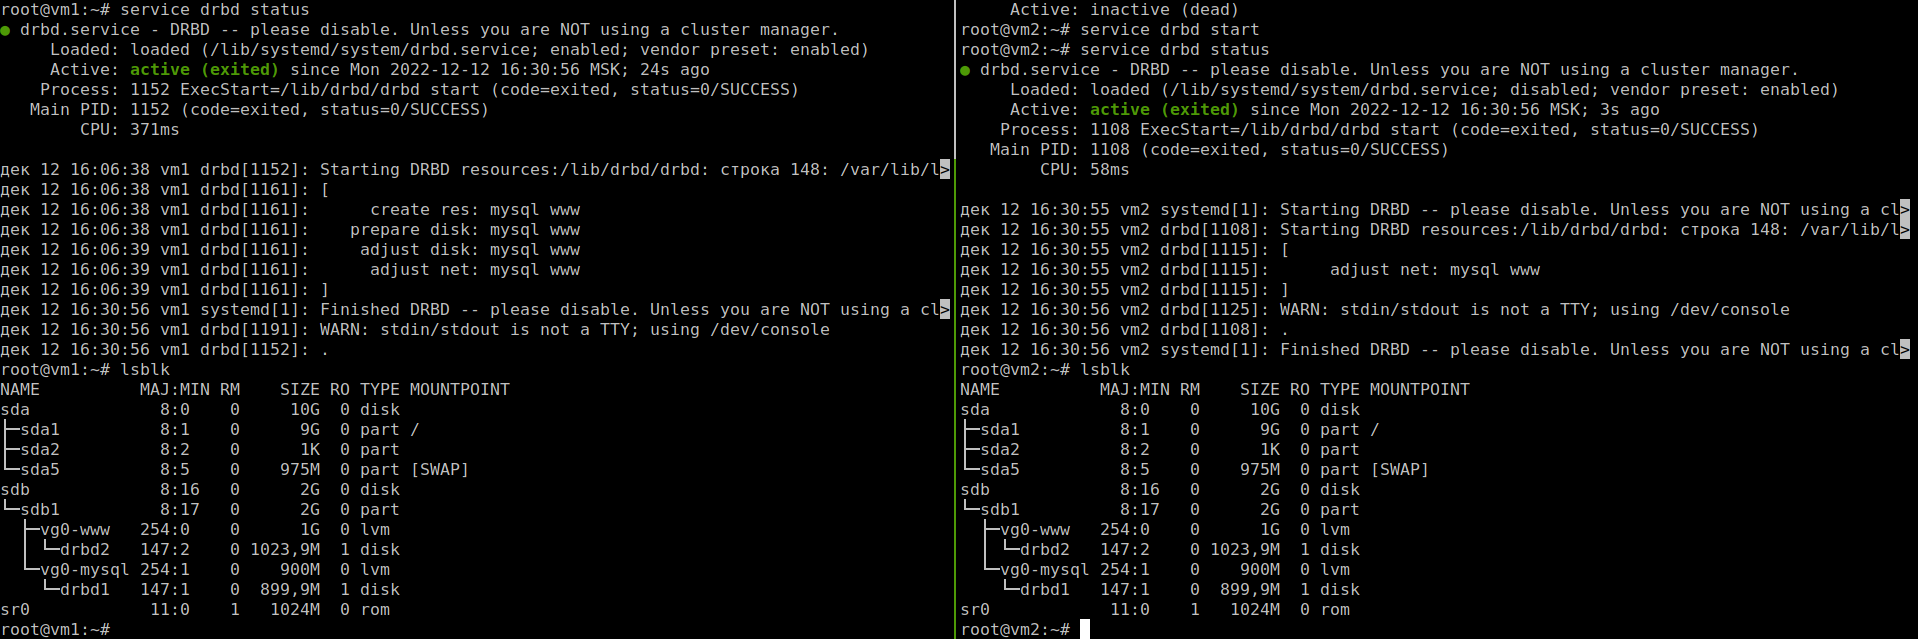 root@vm1:~# service drbd status
● drbd.service - DRBD -- please disable. Unless you are NOT using a cluster manager.
     Loaded: loaded (/lib/systemd/system/drbd.service; enabled; vendor preset: enabled)
     Active: active (exited) since Mon 2022-12-12 16:30:56 MSK; 24s ago
    Process: 1152 ExecStart=/lib/drbd/drbd start (code=exited, status=0/SUCCESS)
   Main PID: 1152 (code=exited, status=0/SUCCESS)
        CPU: 371ms

дек 12 16:06:38 vm1 drbd[1152]: Starting DRBD resources:/lib/drbd/drbd: строка 148: /var/lib/l>
дек 12 16:06:38 vm1 drbd[1161]: [
дек 12 16:06:38 vm1 drbd[1161]:      create res: mysql www
дек 12 16:06:38 vm1 drbd[1161]:    prepare disk: mysql www
дек 12 16:06:39 vm1 drbd[1161]:     adjust disk: mysql www
дек 12 16:06:39 vm1 drbd[1161]:      adjust net: mysql www
дек 12 16:06:39 vm1 drbd[1161]: ]
дек 12 16:30:56 vm1 systemd[1]: Finished DRBD -- please disable. Unless you are NOT using a cl>
дек 12 16:30:56 vm1 drbd[1191]: WARN: stdin/stdout is not a TTY; using /dev/console
дек 12 16:30:56 vm1 drbd[1152]: .
root@vm1:~# lsblk
NAME          MAJ:MIN RM    SIZE RO TYPE MOUNTPOINT
sda             8:0    0     10G  0 disk
├─sda1          8:1    0      9G  0 part /
├─sda2          8:2    0      1K  0 part
└─sda5          8:5    0    975M  0 part [SWAP]
sdb             8:16   0      2G  0 disk
└─sdb1          8:17   0      2G  0 part
  ├─vg0-www   254:0    0      1G  0 lvm
  │ └─drbd2   147:2    0 1023,9M  1 disk
  └─vg0-mysql 254:1    0    900M  0 lvm
    └─drbd1   147:1    0  899,9M  1 disk
sr0            11:0    1   1024M  0 rom
root@vm1:~#
     Active: inactive (dead)
root@vm2:~# service drbd start
root@vm2:~# service drbd status
● drbd.service - DRBD -- please disable. Unless you are NOT using a cluster manager.
     Loaded: loaded (/lib/systemd/system/drbd.service; disabled; vendor preset: enabled)
     Active: active (exited) since Mon 2022-12-12 16:30:56 MSK; 3s ago
    Process: 1108 ExecStart=/lib/drbd/drbd start (code=exited, status=0/SUCCESS)
   Main PID: 1108 (code=exited, status=0/SUCCESS)
        CPU: 58ms

дек 12 16:30:55 vm2 systemd[1]: Starting DRBD -- please disable. Unless you are NOT using a cl>
дек 12 16:30:55 vm2 drbd[1108]: Starting DRBD resources:/lib/drbd/drbd: строка 148: /var/lib/l>
дек 12 16:30:55 vm2 drbd[1115]: [
дек 12 16:30:55 vm2 drbd[1115]:      adjust net: mysql www
дек 12 16:30:55 vm2 drbd[1115]: ]
дек 12 16:30:56 vm2 drbd[1125]: WARN: stdin/stdout is not a TTY; using /dev/console
дек 12 16:30:56 vm2 drbd[1108]: .
дек 12 16:30:56 vm2 systemd[1]: Finished DRBD -- please disable. Unless you are NOT using a cl>
root@vm2:~# lsblk
NAME          MAJ:MIN RM    SIZE RO TYPE MOUNTPOINT
sda             8:0    0     10G  0 disk
├─sda1          8:1    0      9G  0 part /
├─sda2          8:2    0      1K  0 part
└─sda5          8:5    0    975M  0 part [SWAP]
sdb             8:16   0      2G  0 disk
└─sdb1          8:17   0      2G  0 part
  ├─vg0-www   254:0    0      1G  0 lvm
  │ └─drbd2   147:2    0 1023,9M  1 disk
  └─vg0-mysql 254:1    0    900M  0 lvm
    └─drbd1   147:1    0  899,9M  1 disk
sr0            11:0    1   1024M  0 rom
root@vm2:~#